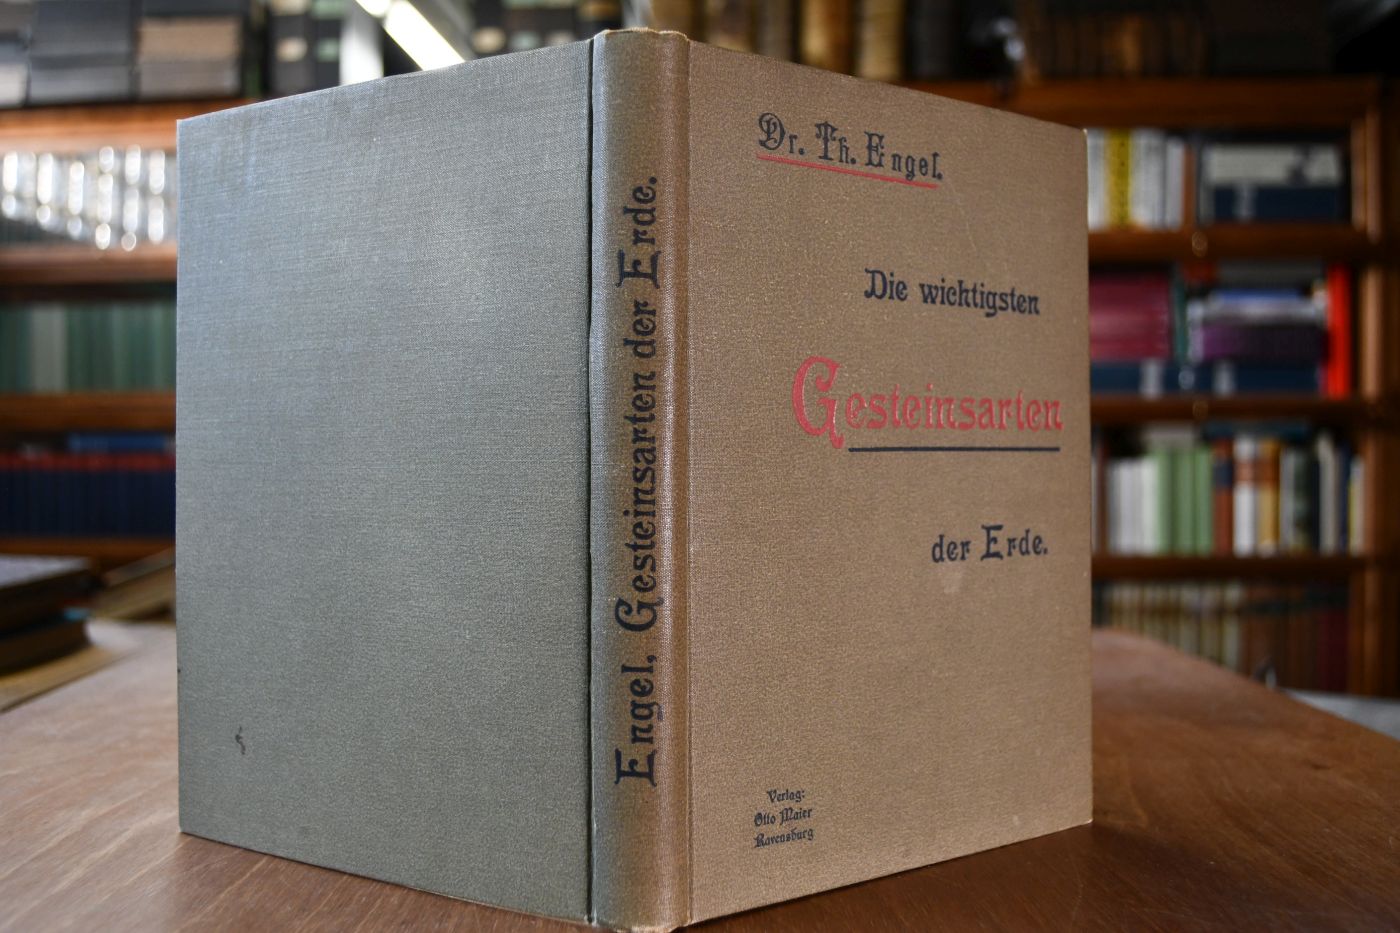 Engel, Gesteinsarten der Erde.
Dr. Th. Engel.
Die wichtigsten
Gesteinsarten
der Erde.
Verlag:
Otto Maier
Ravensburg